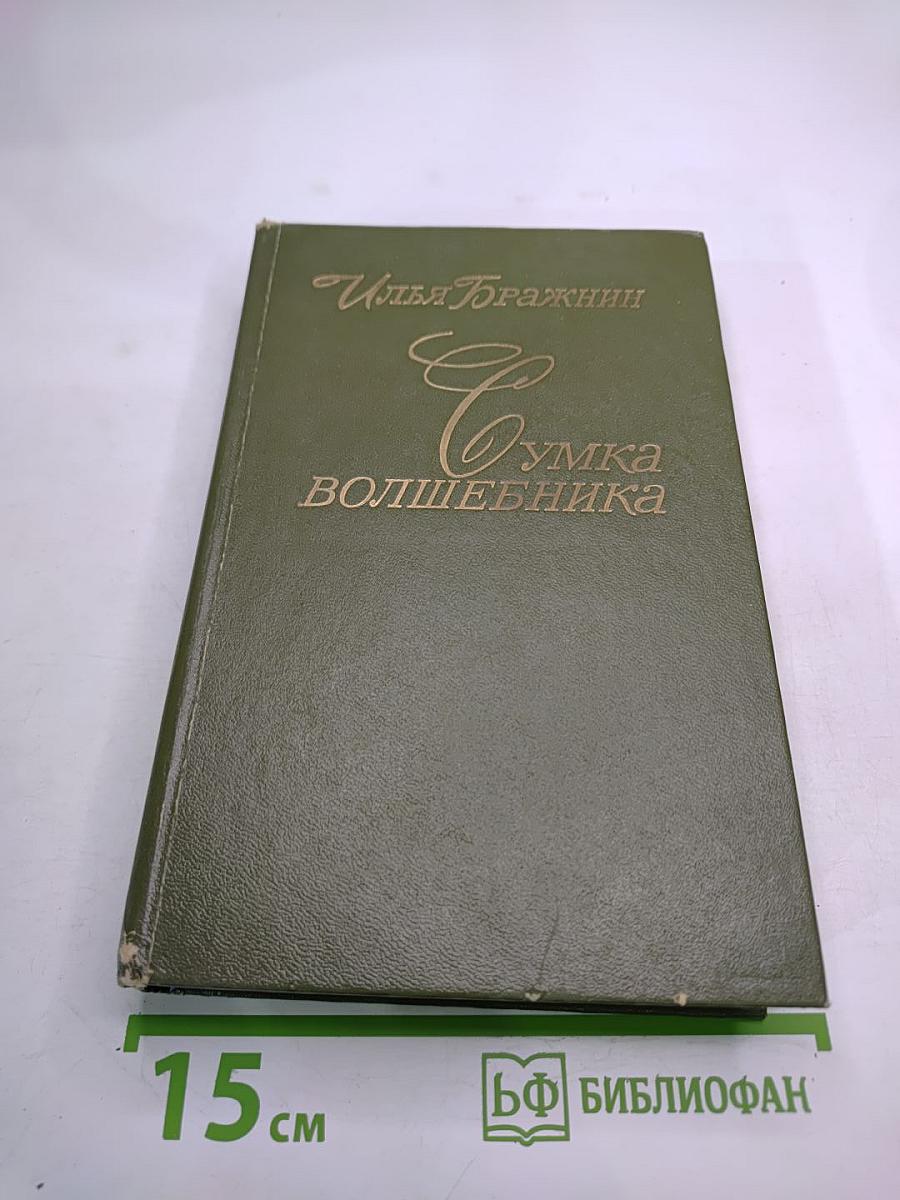 Илья Бражнин
Сумка
волшебника
15 см
БФ БИБЛИОФАН